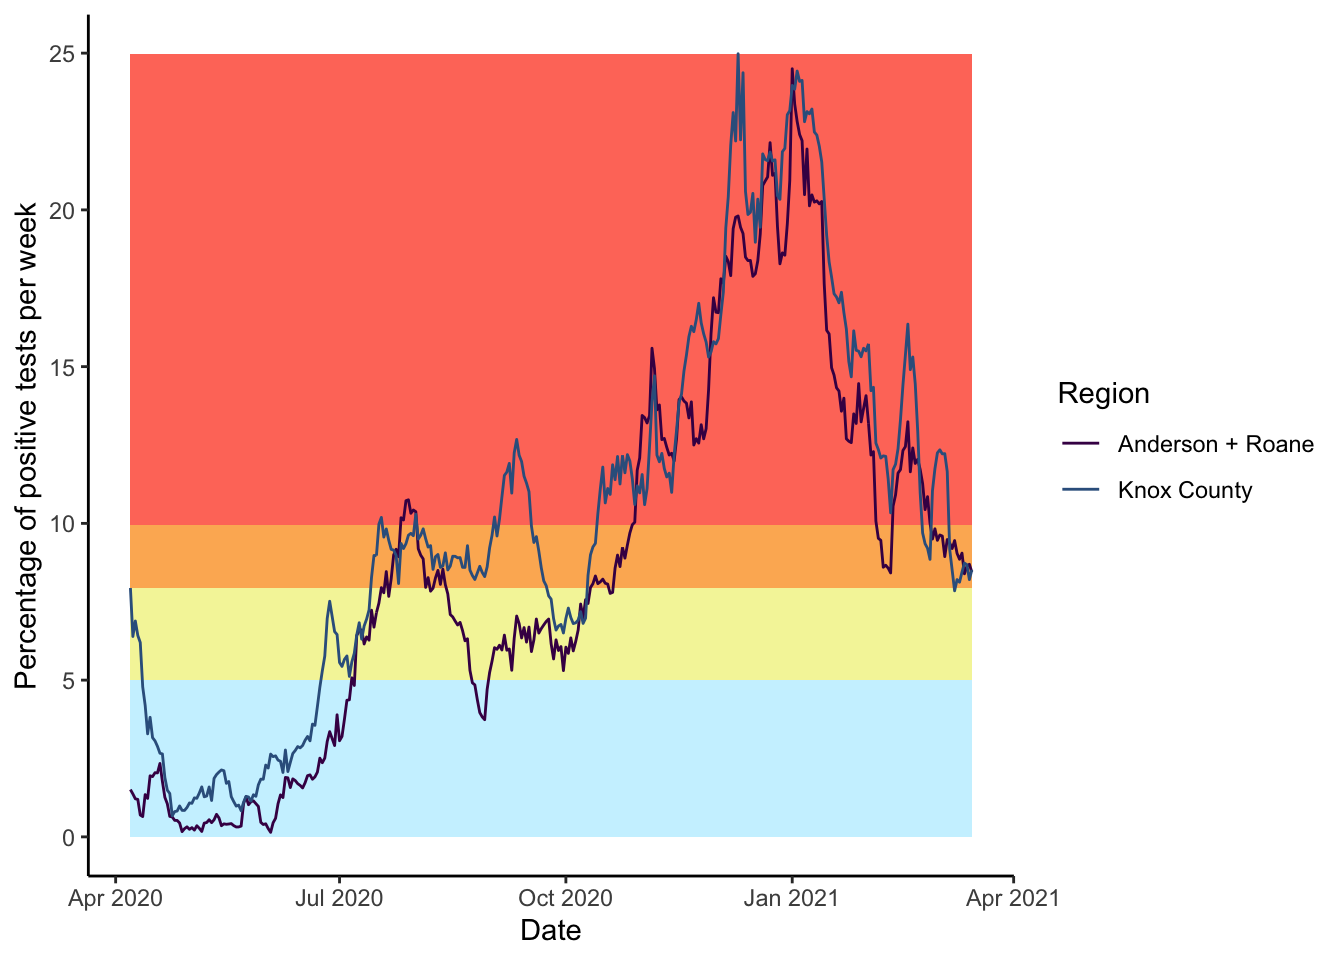 Percentage of positive tests per week
25
20
15
10
5
0
Apr 2020
Jul 2020
Oct 2020
Jan 2021
Apr 2021
Date
Region
Anderson + Roane
Knox County